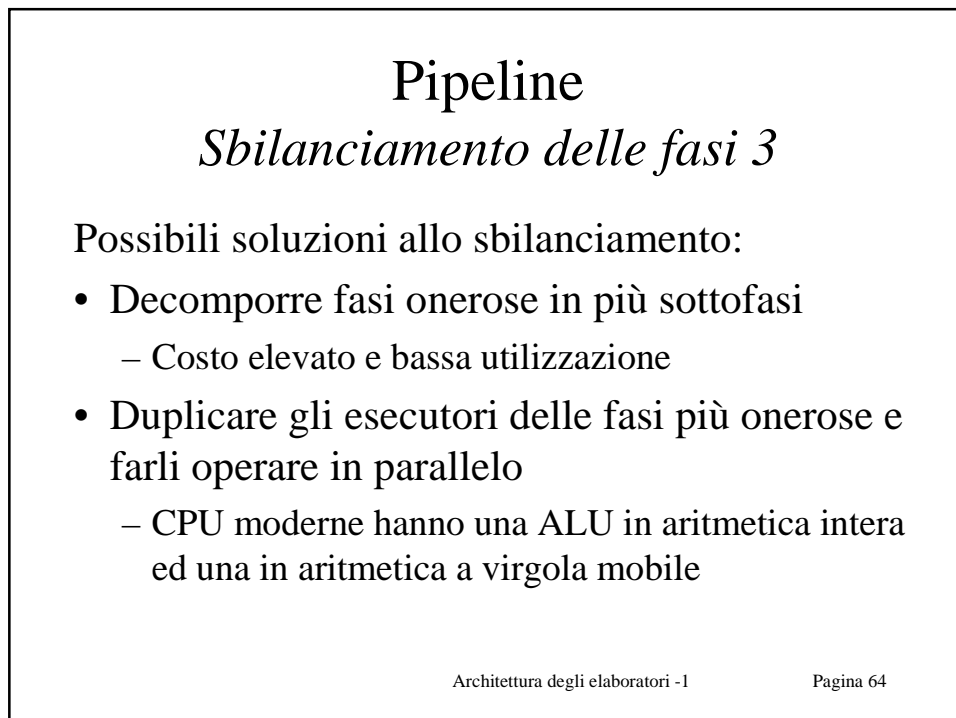 Pipeline
Sbilanciamento delle fasi 3
Possibili soluzioni allo sbilanciamento:
• Decomporre fasi onerose in più sottofasi
– Costo elevato e bassa utilizzazione
• Duplicare gli esecutori delle fasi più onerose e
farli operare in parallelo
– CPU moderne hanno una ALU in aritmetica intera
ed una in aritmetica a virgola mobile
Architettura degli elaboratori -1 Pagina 64